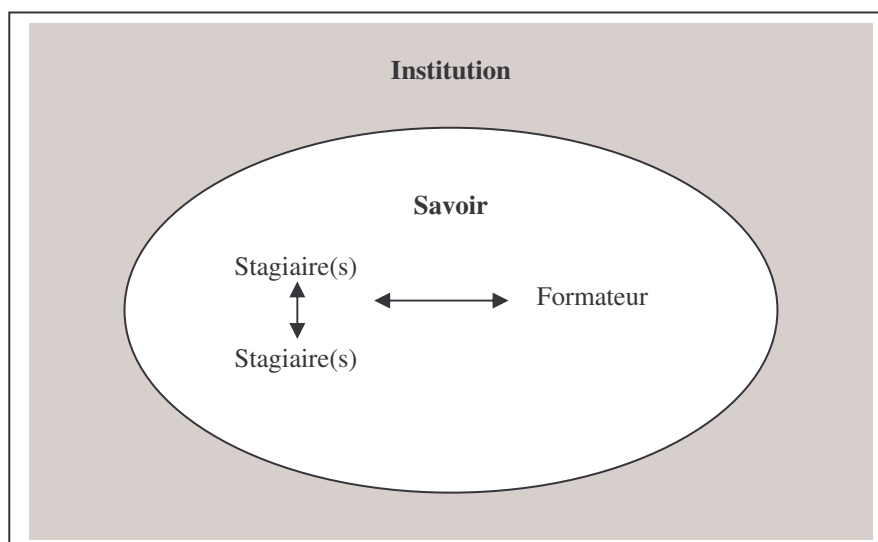 Institution
Savoir
Stagiaire(s)
Formateur
Stagiaire(s)